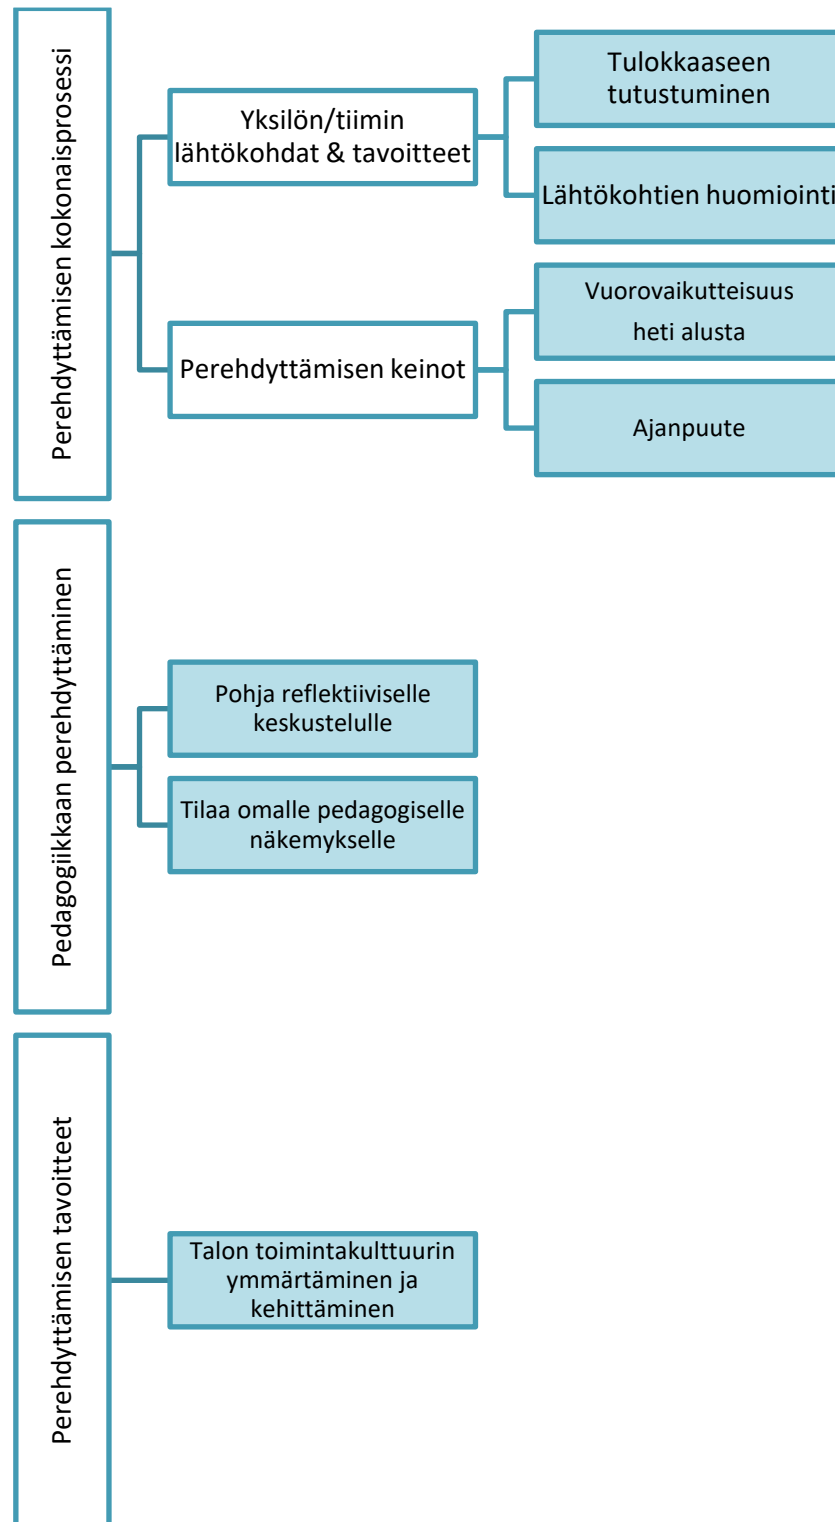 Perehdyttämisen kokonaisprosessi
Yksilön/tiimin
lähtökohdat & tavoitteet
Tulokkaaseen
tutustuminen
Lähtökohtien huomiointi
Perehdyttämisen keinot
Vuorovaikutteisuus
heti alusta
Ajanpuute
Pedagogiikkaan perehdyttäminen
Pohja reflektiiviselle
keskustelulle
Tilaa omalle pedagogiselle
näkemykselle
Perehdyttämisen tavoitteet
Talon toimintakulttuurin
ymmärtäminen ja
kehittäminen